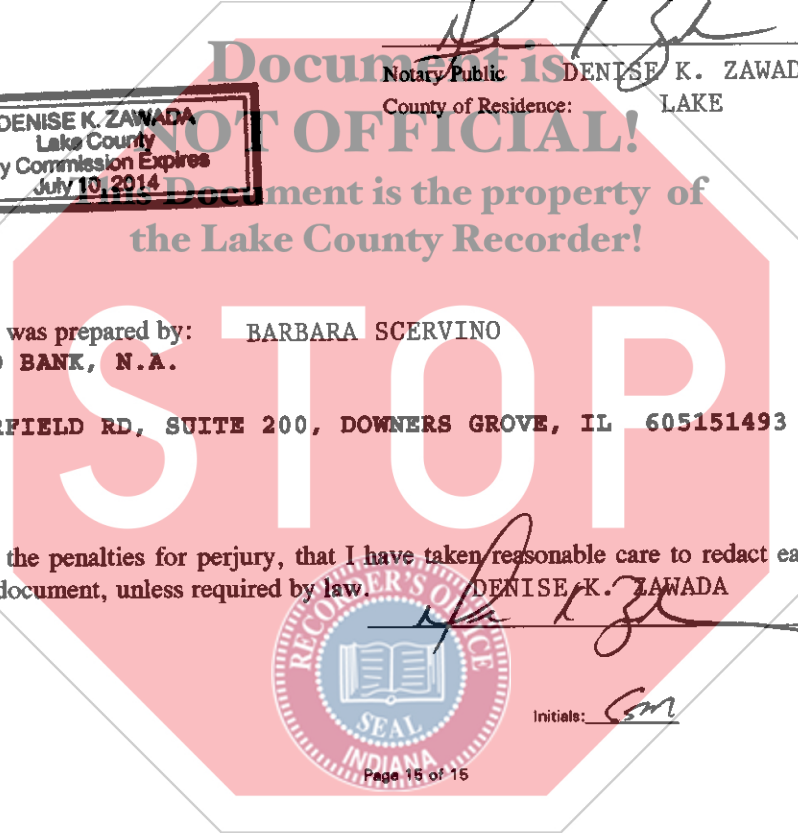 Document is
NOT OFFICIAL!
This Document is the property of
the Lake County Recorder!
Notary Public DENISE K. ZAWAD
County of Residence: LAKE
DENISE K. ZAWADA
Lake County
y Commission Expires
July 10, 2014
STOP
was prepared by: BARBARA SCERVINO
BANK, N.A.
RFIELD RD, SUITE 200, DOWNERS GROVE, IL 605151493
the penalties for perjury, that I have taken reasonable care to redact ea
document, unless required by law. DENISE K. ZAWADA
RECORDER'S OFFICE
SEAL
INDIANA
Initials: Csm
Page 15 of 15